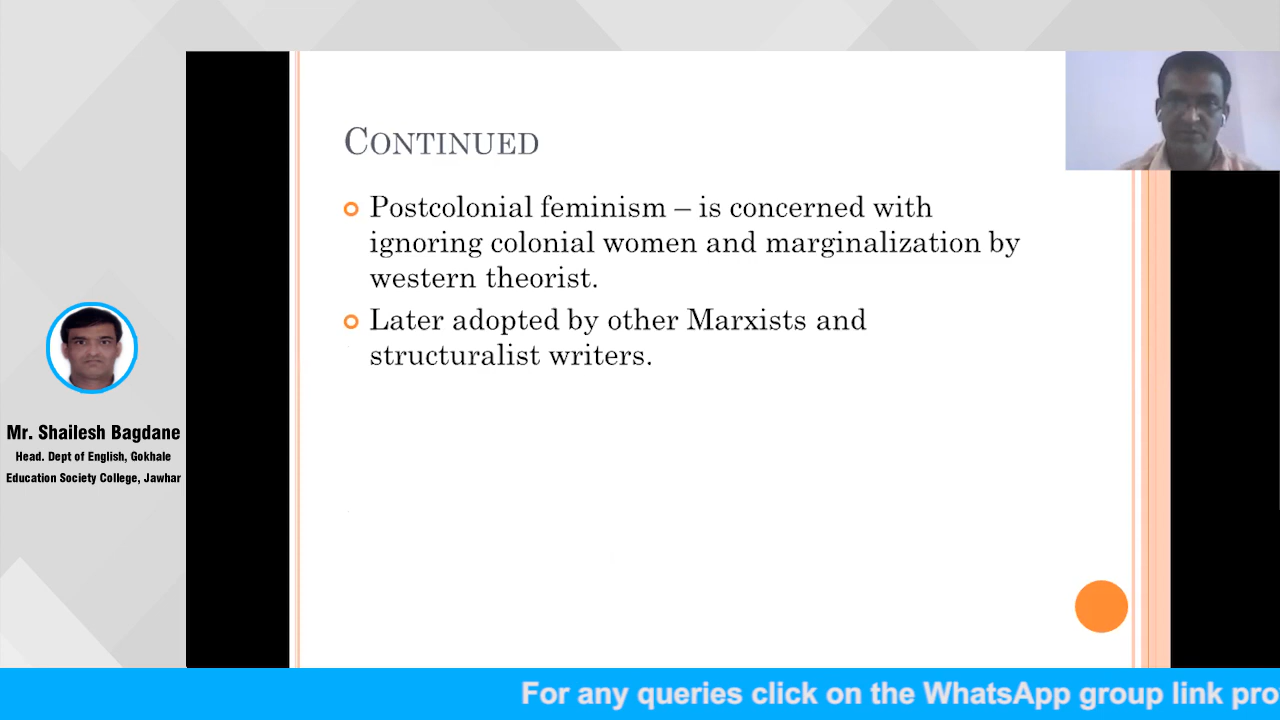 CONTINUED
Postcolonial feminism – is concerned with
ignoring colonial women and marginalization by
western theorist.
Later adopted by other Marxists and
structuralist writers.
Mr. Shailesh Bagdane
Head. Dept of English, Gokhale
Education Society College, Jawhar
For any queries click on the WhatsApp group link pro